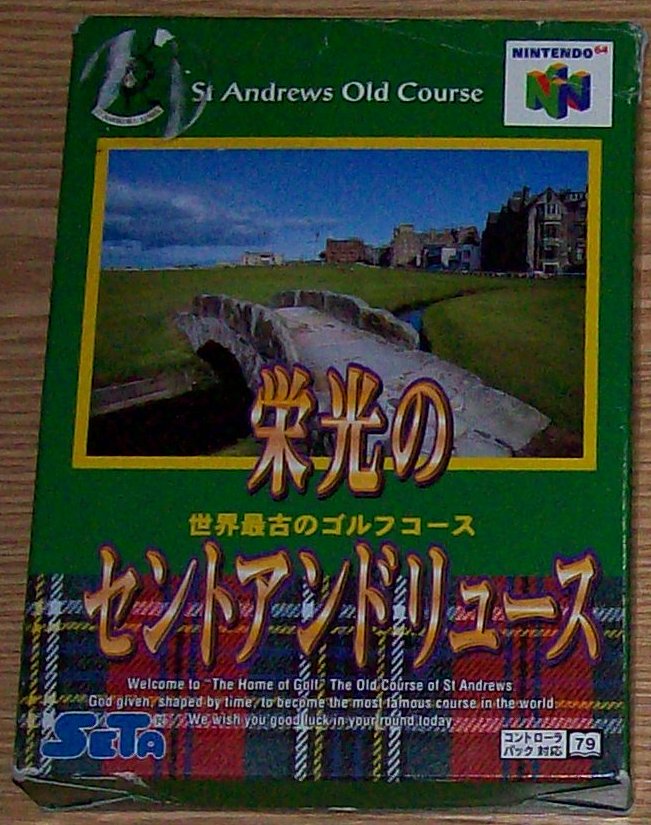 St Andrews Old Course
NINTENDO 64
栄光の
世界最古のゴルフコース
セントアンドリュース
Welcome to "The Home of Golf" The Old Course of St Andrews.
God given, shaped by time, to become the most famous course in the world.
We wish you good luck in your round today.
SETA
コントローラ
パック 対応 79